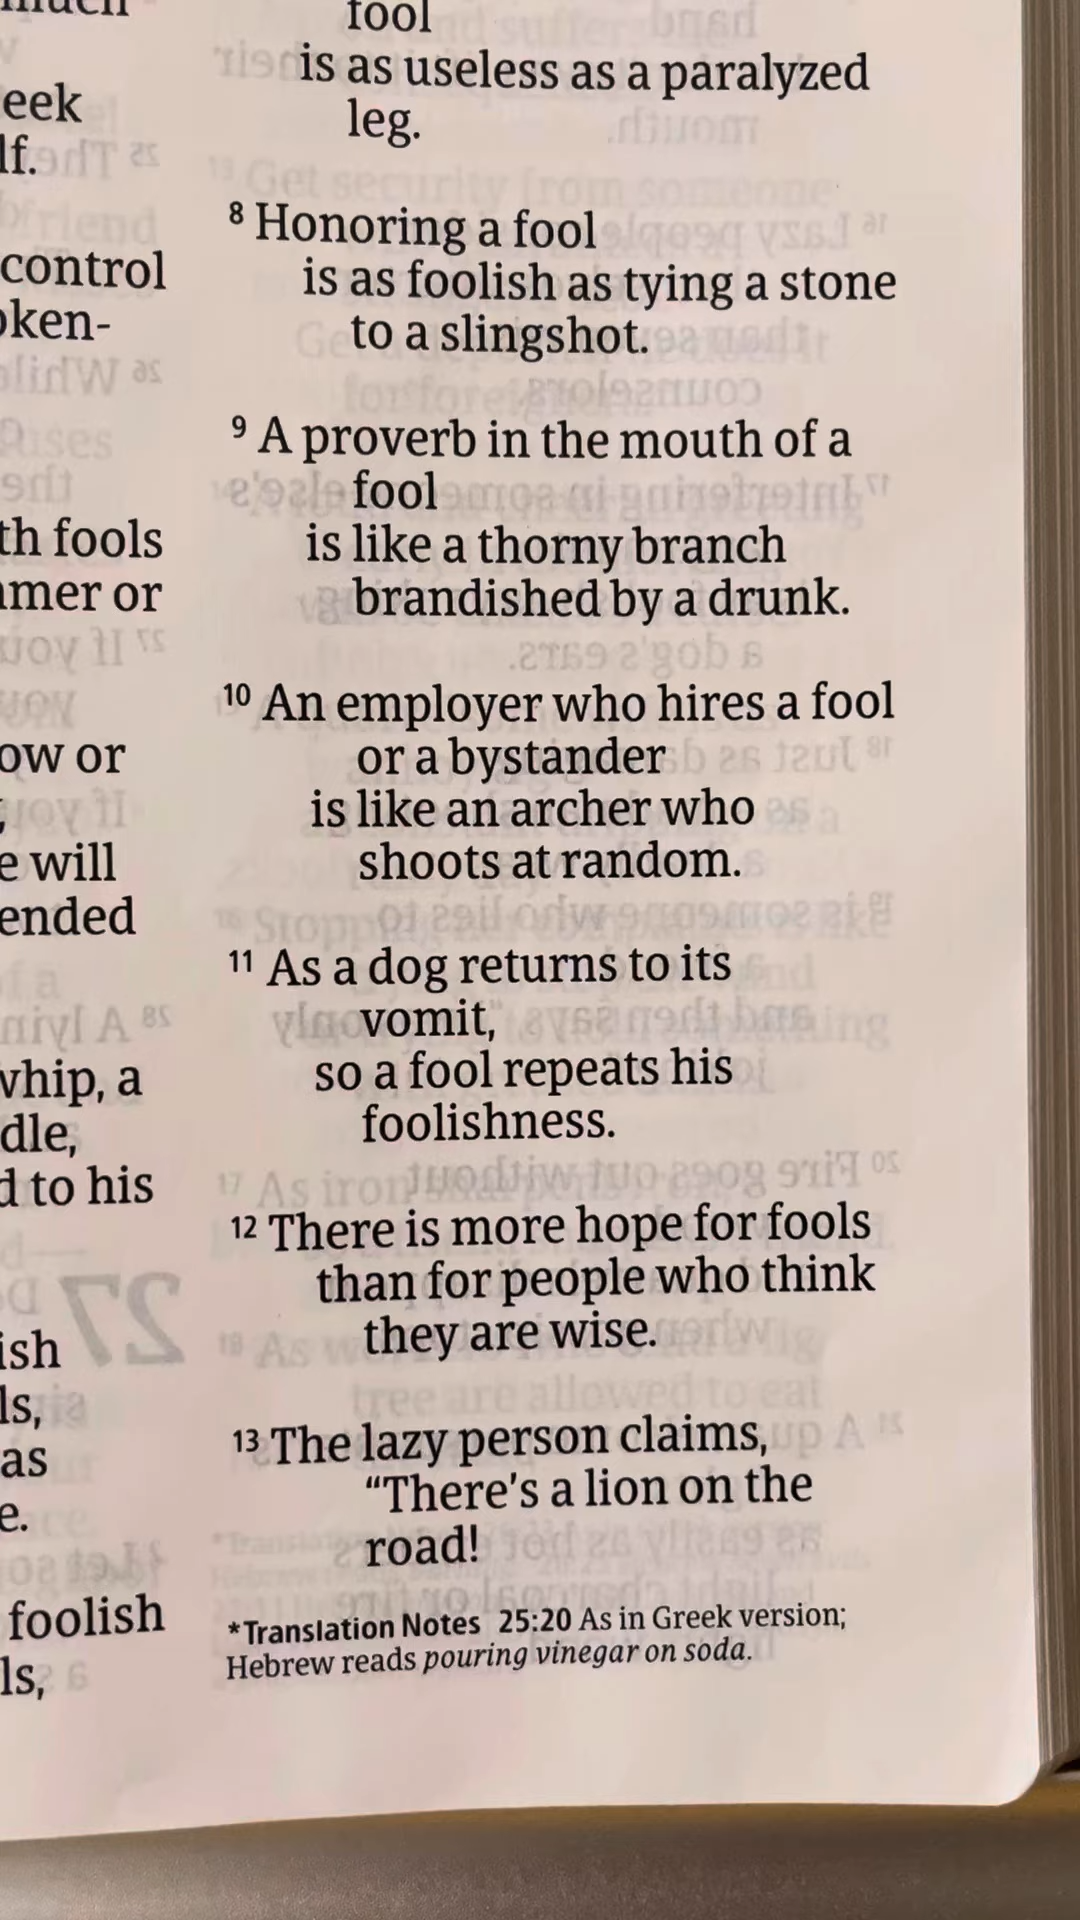 eek
lf.
control
oken-
th fools
mer or
ow or
e will
ended
whip, a
dle,
d to his
ish
ls,
as
e.
foolish
ls,
fool
is as useless as a paralyzed
leg.
8 Honoring a fool
is as foolish as tying a stone
to a slingshot.
9 A proverb in the mouth of a
fool
is like a thorny branch
brandished by a drunk.
10 An employer who hires a fool
or a bystander
is like an archer who
shoots at random.
11 As a dog returns to its
vomit,
so a fool repeats his
foolishness.
12 There is more hope for fools
than for people who think
they are wise.
13 The lazy person claims,
“There's a lion on the
road!
*Translation Notes 25:20 As in Greek version;
Hebrew reads pouring vinegar on soda.